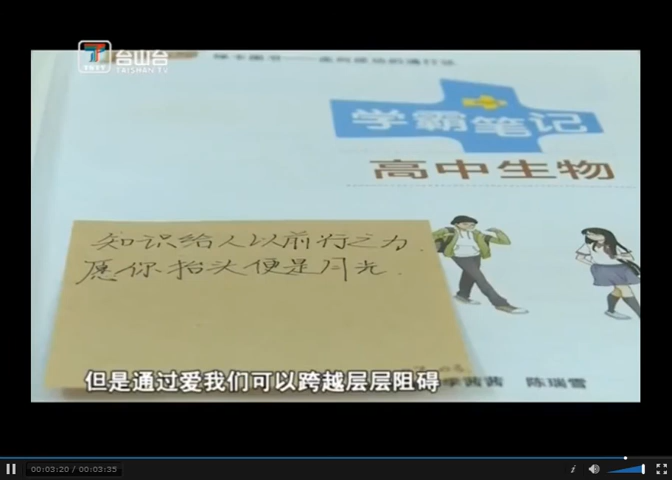 台山台
TSTV
TAISHAN TV
学霸笔记
高中生物
知识给人以前行之力
愿你抬头便是月光.
但是通过爱我们可以跨越层层阻碍
陈瑞雪
00:03:20 / 00:03:35